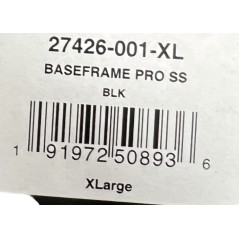 27426-001-XL
BASEFRAME PRO SS
BLK
1 91972 50893 6
XLarge